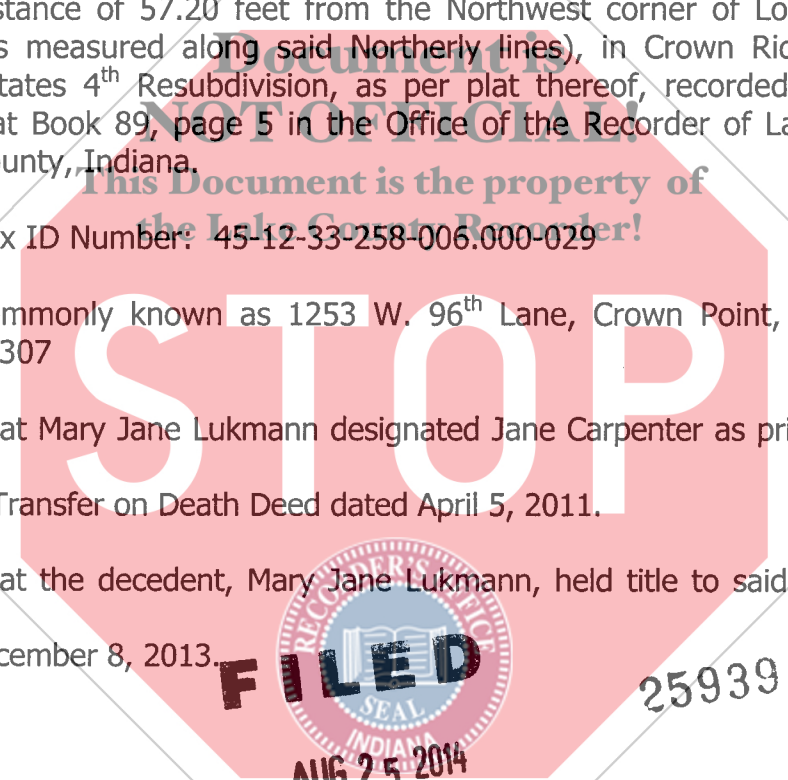 stance of 57.20 feet from the Northwest corner of Lo
s measured along said Northerly lines), in Crown Ric
Document is
tates 4th Resubdivision, as per plat thereof, recorded
NOT OFFICIAL!
at Book 89, page 5 in the Office of the Recorder of La
unty, Indiana.
This Document is the property of
the Lake County Recorder!
x ID Number: 45-12-33-258-006.000-029
mmonly known as 1253 W. 96th Lane, Crown Point,
307
STOP
at Mary Jane Lukmann designated Jane Carpenter as pri
Transfer on Death Deed dated April 5, 2011.
at the decedent, Mary Jane Lukmann, held title to said
cember 8, 2013.
RECORDER'S OFFICE
SEAL
INDIANA
FILED
25939
AUG 25 2014